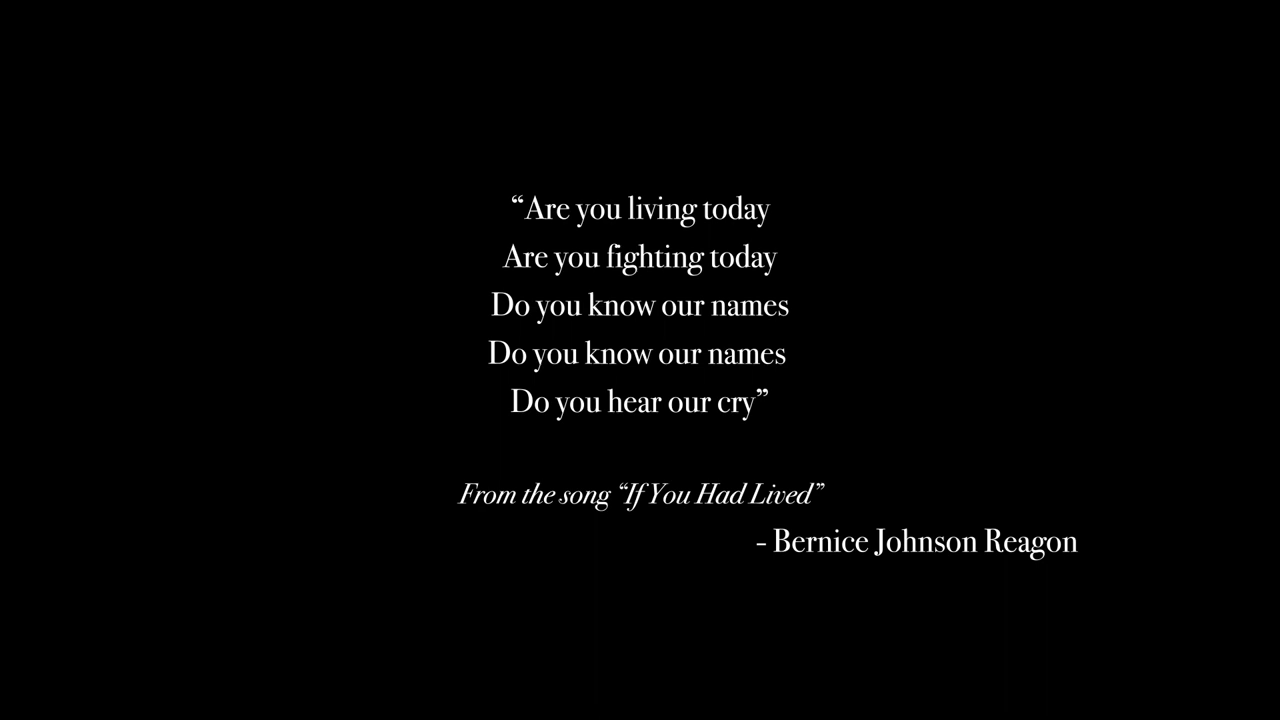 “Are you living today
Are you fighting today
Do you know our names
Do you know our names
Do you hear our cry”
From the song “If You Had Lived”
- Bernice Johnson Reagon